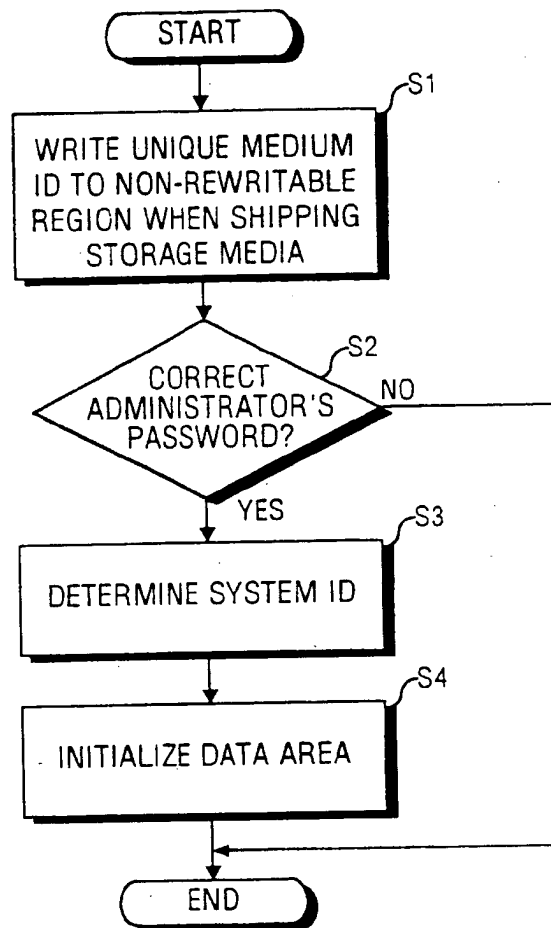 START
S1
WRITE UNIQUE MEDIUM
ID TO NON-REWRITABLE
REGION WHEN SHIPPING
STORAGE MEDIA
S2
CORRECT
ADMINISTRATOR'S
PASSWORD?
NO
YES
S3
DETERMINE SYSTEM ID
S4
INITIALIZE DATA AREA
END